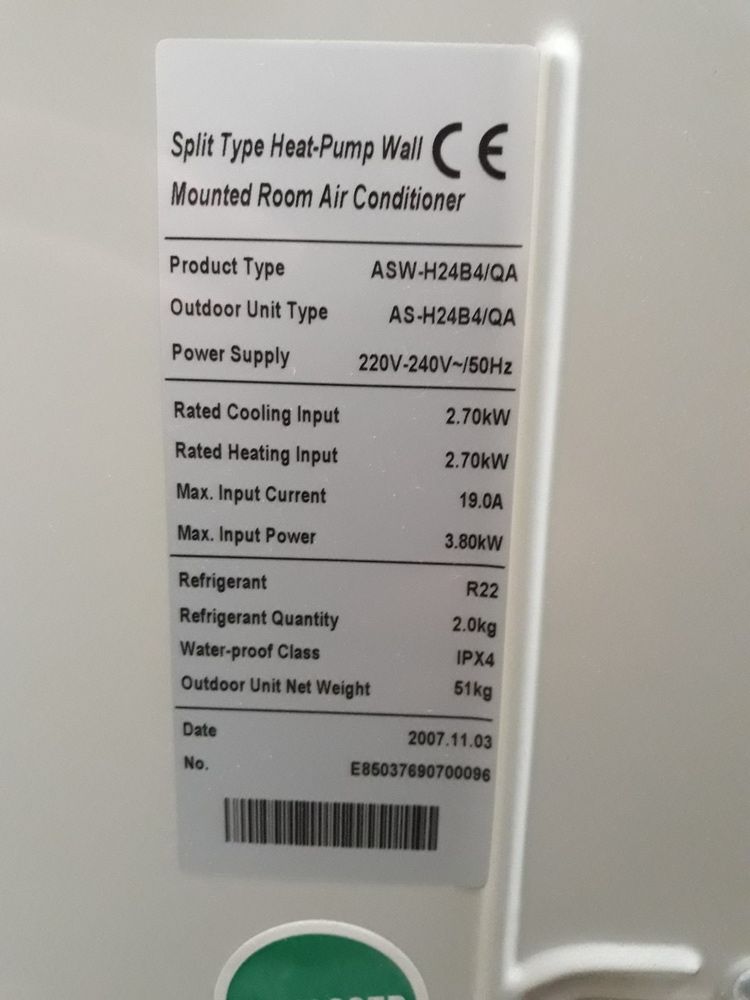 Split Type Heat-Pump Wall CE
Mounted Room Air Conditioner
Product Type ASW-H24B4/QA
Outdoor Unit Type AS-H24B4/QA
Power Supply 220V-240V~/50Hz
Rated Cooling Input 2.70kW
Rated Heating Input 2.70kW
Max. Input Current 19.0A
Max. Input Power 3.80kW
Refrigerant R22
Refrigerant Quantity 2.0kg
Water-proof Class IPX4
Outdoor Unit Net Weight 51kg
Date 2007.11.03
No. E85037690700096